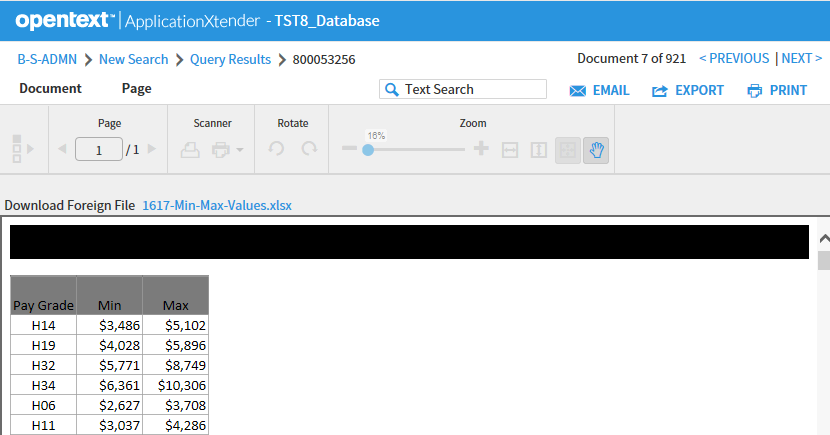 opentext™ | ApplicationXtender - TST8_Database
B-S-ADMN > New Search > Query Results > 800053256 Document 7 of 921 < PREVIOUS | NEXT >
Document Page Text Search EMAIL EXPORT PRINT
Page Scanner Rotate Zoom
16%
1 / 1
Download Foreign File 1617-Min-Max-Values.xlsx
Pay Grade Min Max
H14 $3,486 $5,102
H19 $4,028 $5,896
H32 $5,771 $8,749
H34 $6,361 $10,306
H06 $2,627 $3,708
H11 $3,037 $4,286